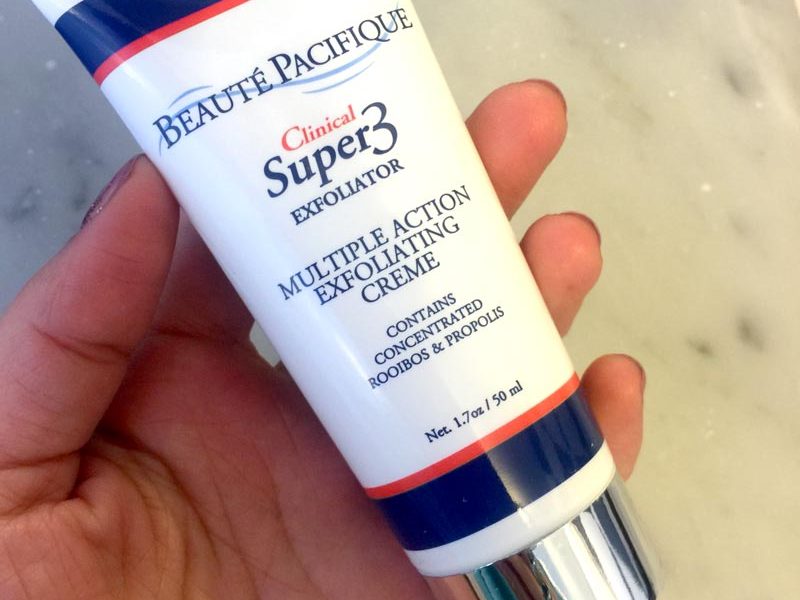 BEAUTÉ PACIFIQUE
Clinical
Super3
EXFOLIATOR
MULTIPLE ACTION
EXFOLIATING
CREME
CONTAINS
CONCENTRATED
ROOIBOS & PROPOLIS
Net. 1.7oz / 50 ml